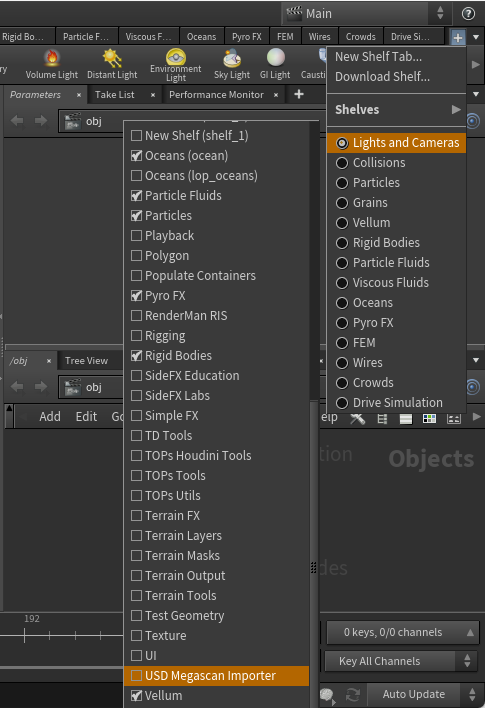 Main
Rigid Bo...
Particle F...
Viscous F...
Oceans
Pyro FX
FEM
Wires
Crowds
Drive Si...
Volume Light
Distant Light
Environment
Light
Sky Light
GI Light
Parameters
Take List
Performance Monitor
obj
New Shelf Tab...
Download Shelf...
Shelves
Lights and Cameras
Collisions
Particles
Grains
Vellum
Rigid Bodies
Particle Fluids
Viscous Fluids
Oceans
Pyro FX
FEM
Wires
Crowds
Drive Simulation
New Shelf (shelf_1)
Oceans (ocean)
Oceans (lop_oceans)
Particle Fluids
Particles
Playback
Polygon
Populate Containers
Pyro FX
RenderMan RIS
Rigging
Rigid Bodies
SideFX Education
SideFX Labs
Simple FX
TD Tools
TOPs Houdini Tools
TOPs Tools
TOPs Utils
Terrain FX
Terrain Layers
Terrain Masks
Terrain Output
Terrain Tools
Test Geometry
Texture
UI
USD Megascan Importer
Vellum
/obj
Tree View
obj
Add
Edit
Objects
192
0 keys, 0/0 channels
Key All Channels
Auto Update